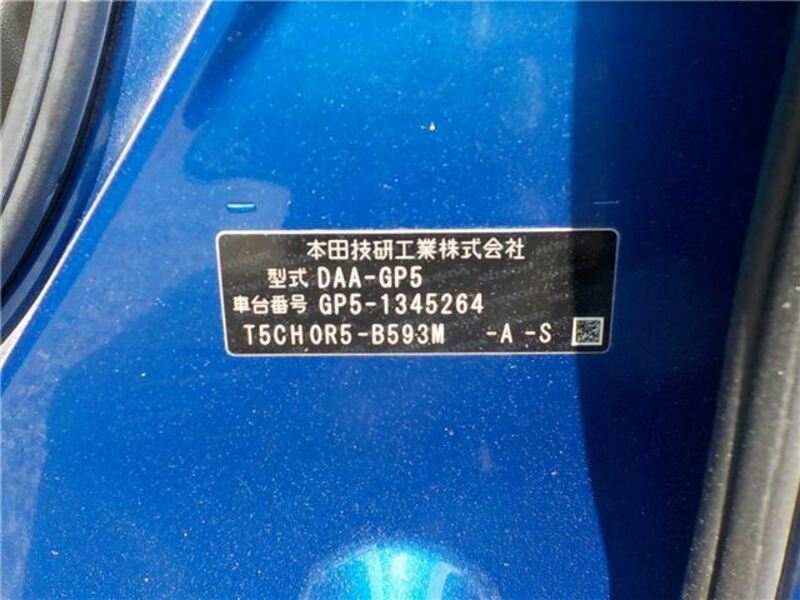 本田技研工業株式会社
型式 DAA-GP5
車台番号 GP5-1345264
T5CH0R5-B593M -A -S